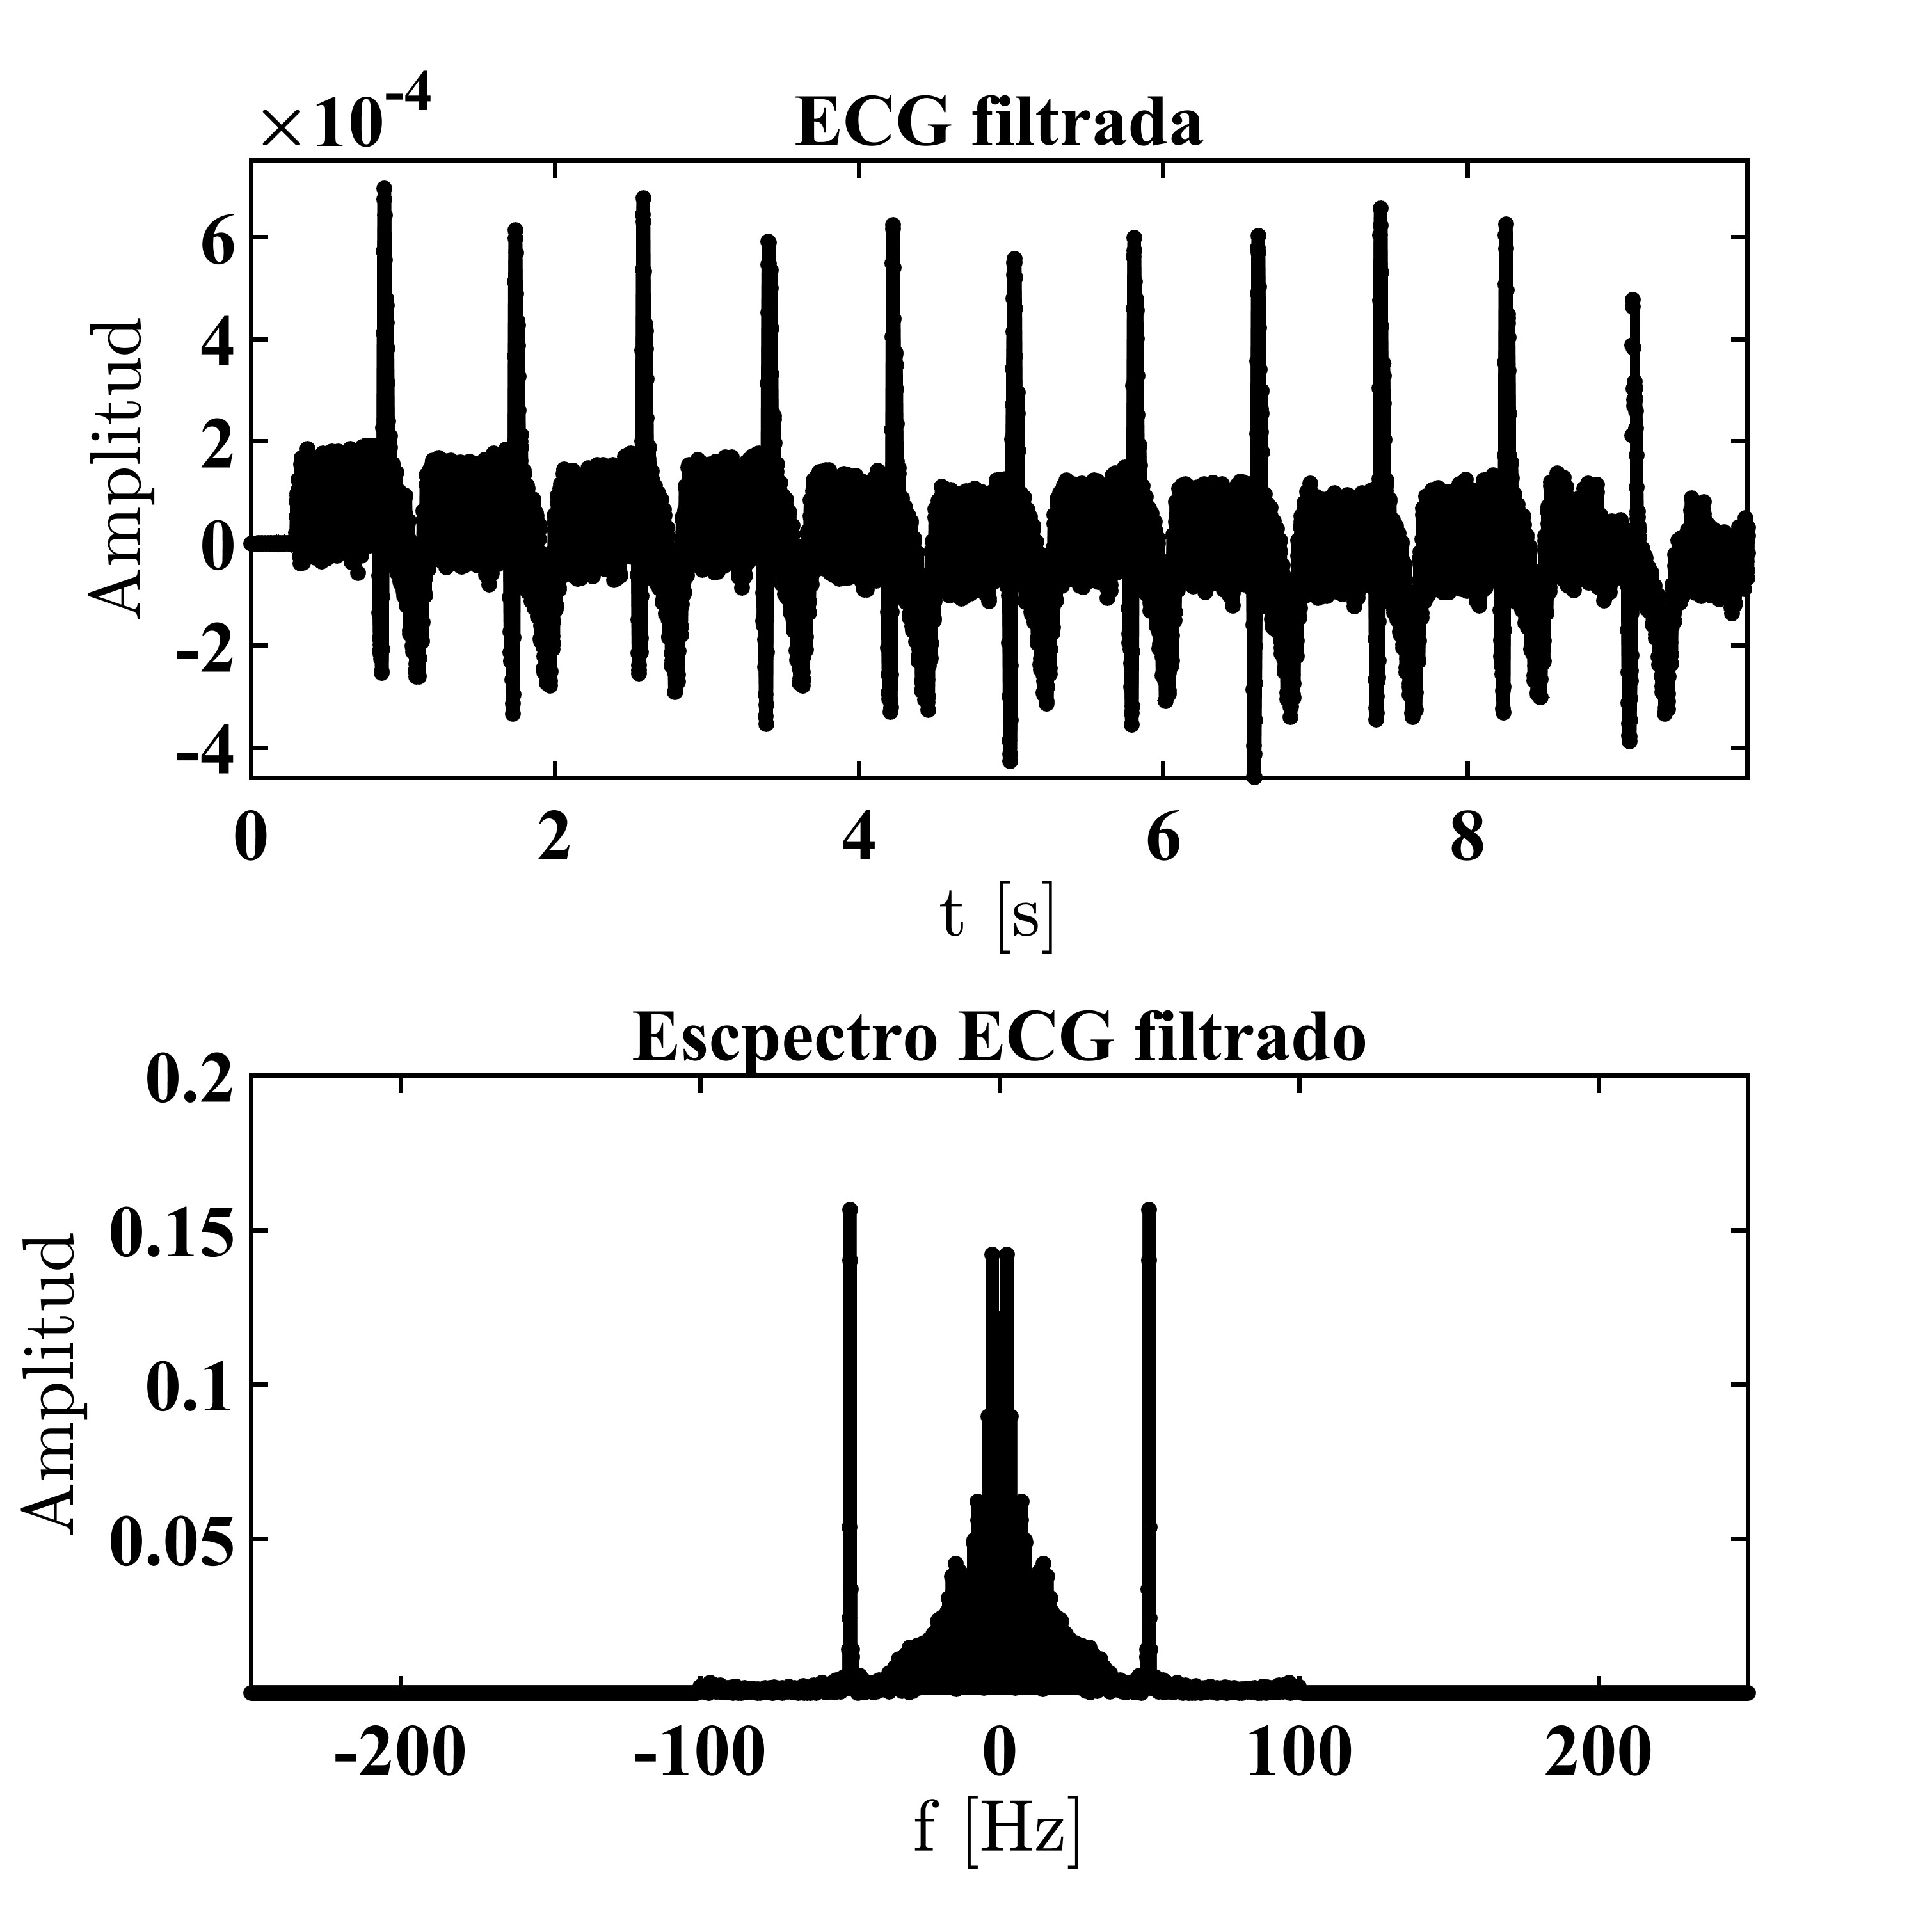 ×10-4
ECG filtrada
6
4
2
0
-2
-4
Amplitud
0 2 4 6 8
t [s]
Escpectro ECG filtrado
0.2
0.15
0.1
0.05
Amplitud
-200 -100 0 100 200
f [Hz]